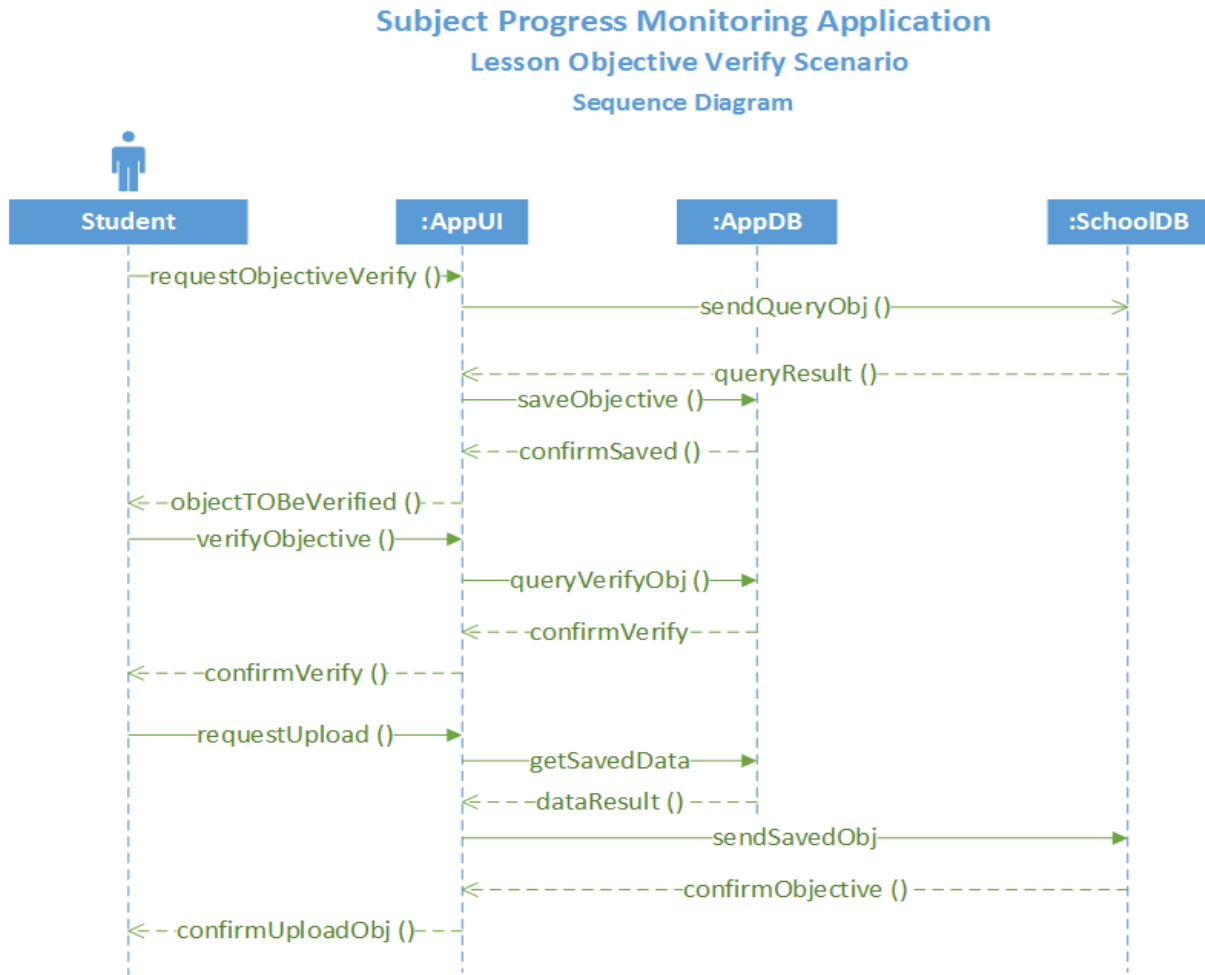 Subject Progress Monitoring Application
Lesson Objective Verify Scenario
Sequence Diagram
Student
:AppUI
:AppDB
:SchoolDB
requestObjectiveVerify ()
sendQueryObj ()
queryResult ()
saveObjective ()
confirmSaved ()
objectTOBeVerified ()
verifyObjective ()
queryVerifyObj ()
confirmVerify
confirmVerify ()
requestUpload ()
getSavedData
dataResult ()
sendSavedObj
confirmObjective ()
confirmUploadObj ()